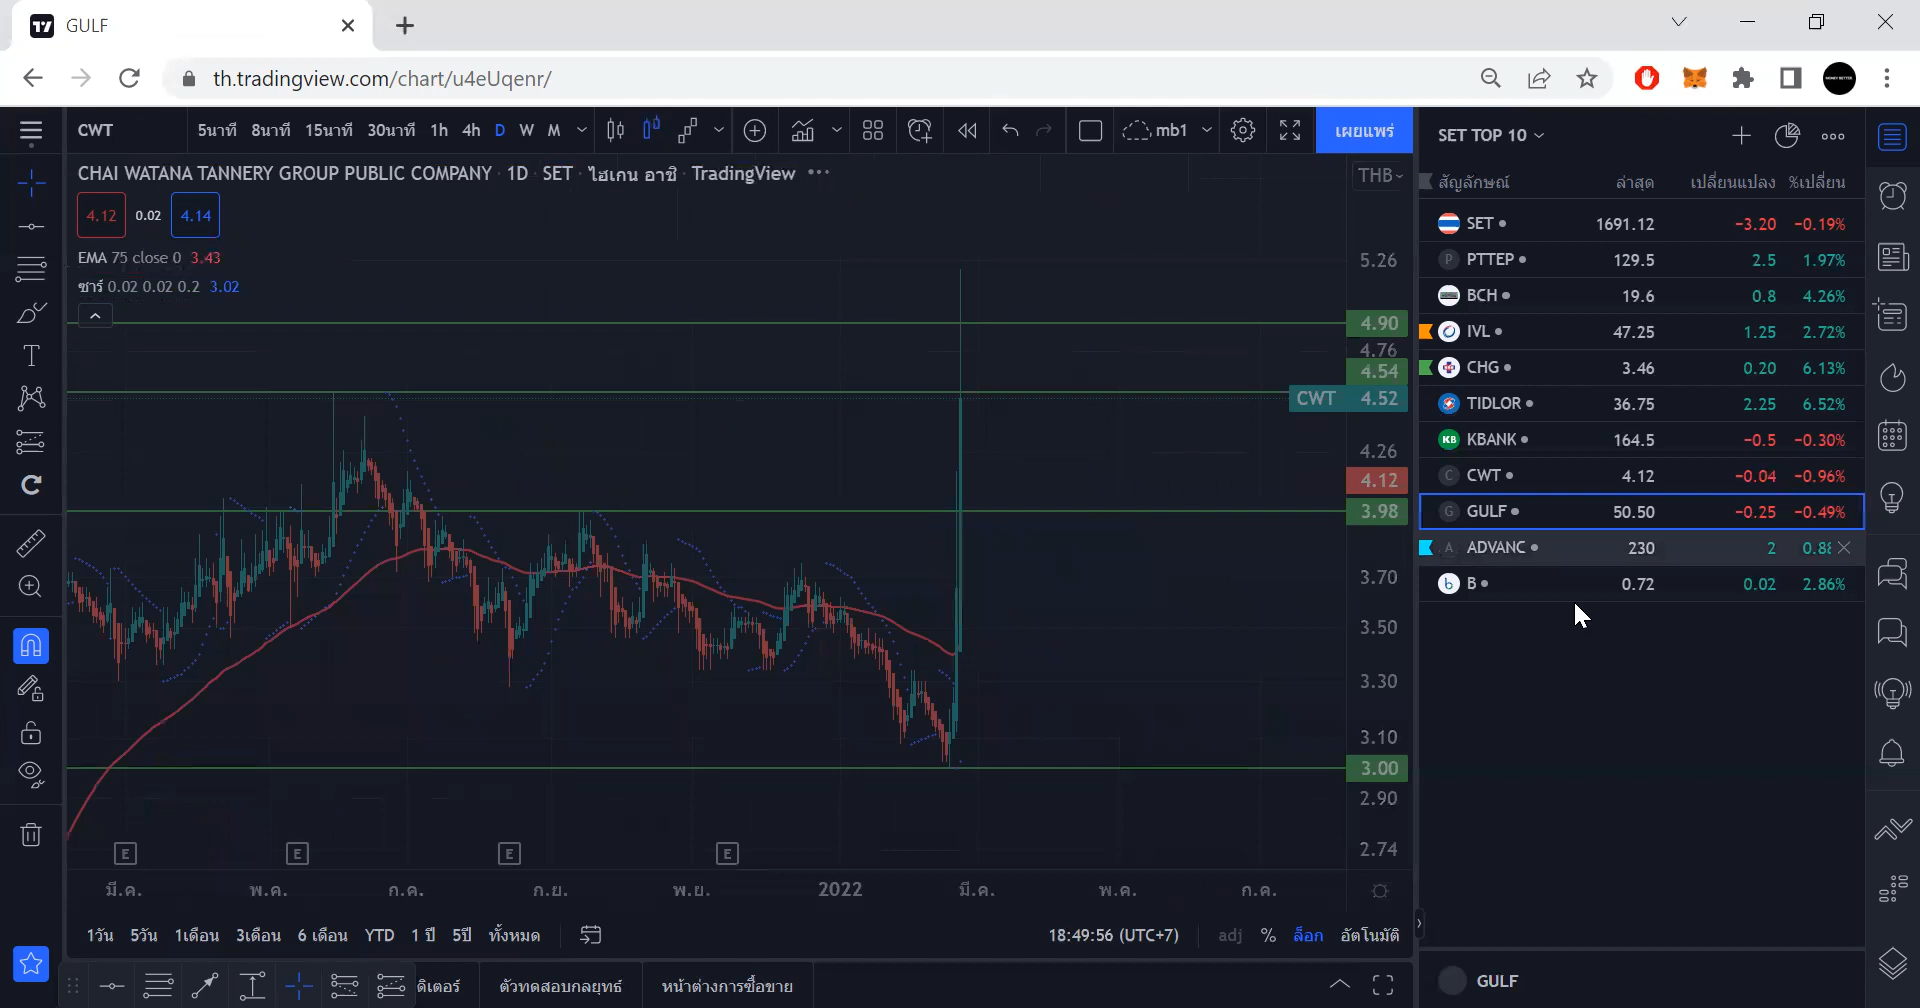 GULF
th.tradingview.com/chart/u4eUqenr/
CWT 5นาที 8นาที 15นาที 30นาที 1h 4h D W M mb1 เผยแพร่
CHAI WATANA TANNERY GROUP PUBLIC COMPANY · 1D · SET · ไฮเกน อาชิ · TradingView
THB
4.12 0.02 4.14
EMA 75 close 0 3.43
ซาร์ 0.02 0.02 0.2 3.02
5.26
4.90
4.76
4.54
CWT 4.52
4.26
4.12
3.98
3.70
3.50
3.30
3.10
3.00
2.90
2.74
E E E E
มี.ค. พ.ค. ก.ค. ก.ย. พ.ย. 2022 มี.ค. พ.ค. ก.ค.
1วัน 5วัน 1เดือน 3เดือน 6 เดือน YTD 1 ปี 5ปี ทั้งหมด 18:49:56 (UTC+7) adj % ล็อก อัตโนมัติ
ดิเตอร์ ตัวทดสอบกลยุทธ์ หน้าต่างการซื้อขาย
SET TOP 10
สัญลักษณ์ ล่าสุด เปลี่ยนแปลง %เปลี่ยน
SET 1691.12 −3.20 −0.19%
P PTTEP 129.5 2.5 1.97%
BCH 19.6 0.8 4.26%
IVL 47.25 1.25 2.72%
CHG 3.46 0.20 6.13%
TIDLOR 36.75 2.25 6.52%
KB KBANK 164.5 −0.5 −0.30%
C CWT 4.12 −0.04 −0.96%
G GULF 50.50 −0.25 −0.49%
A ADVANC 230 2 0.88
b B 0.72 0.02 2.86%
GULF